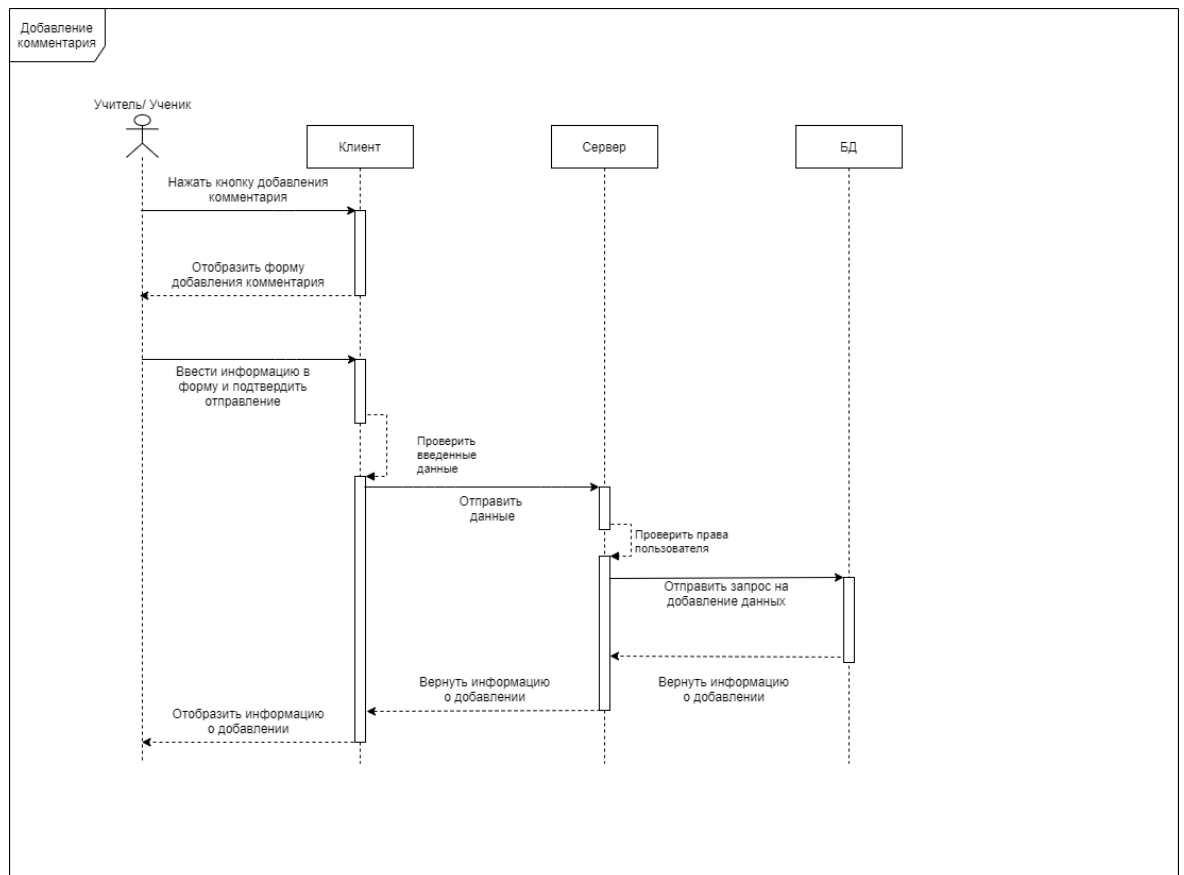 Добавление
комментария
Учитель/ Ученик
Клиент
Сервер
БД
Нажать кнопку добавления
комментария
Отобразить форму
добавления комментария
Ввести информацию в
форму и подтвердить
отправление
Проверить
введенные
данные
Отправить
данные
Проверить права
пользователя
Отправить запрос на
добавление данных
Вернуть информацию
о добавлении
Вернуть информацию
о добавлении
Отобразить информацию
о добавлении